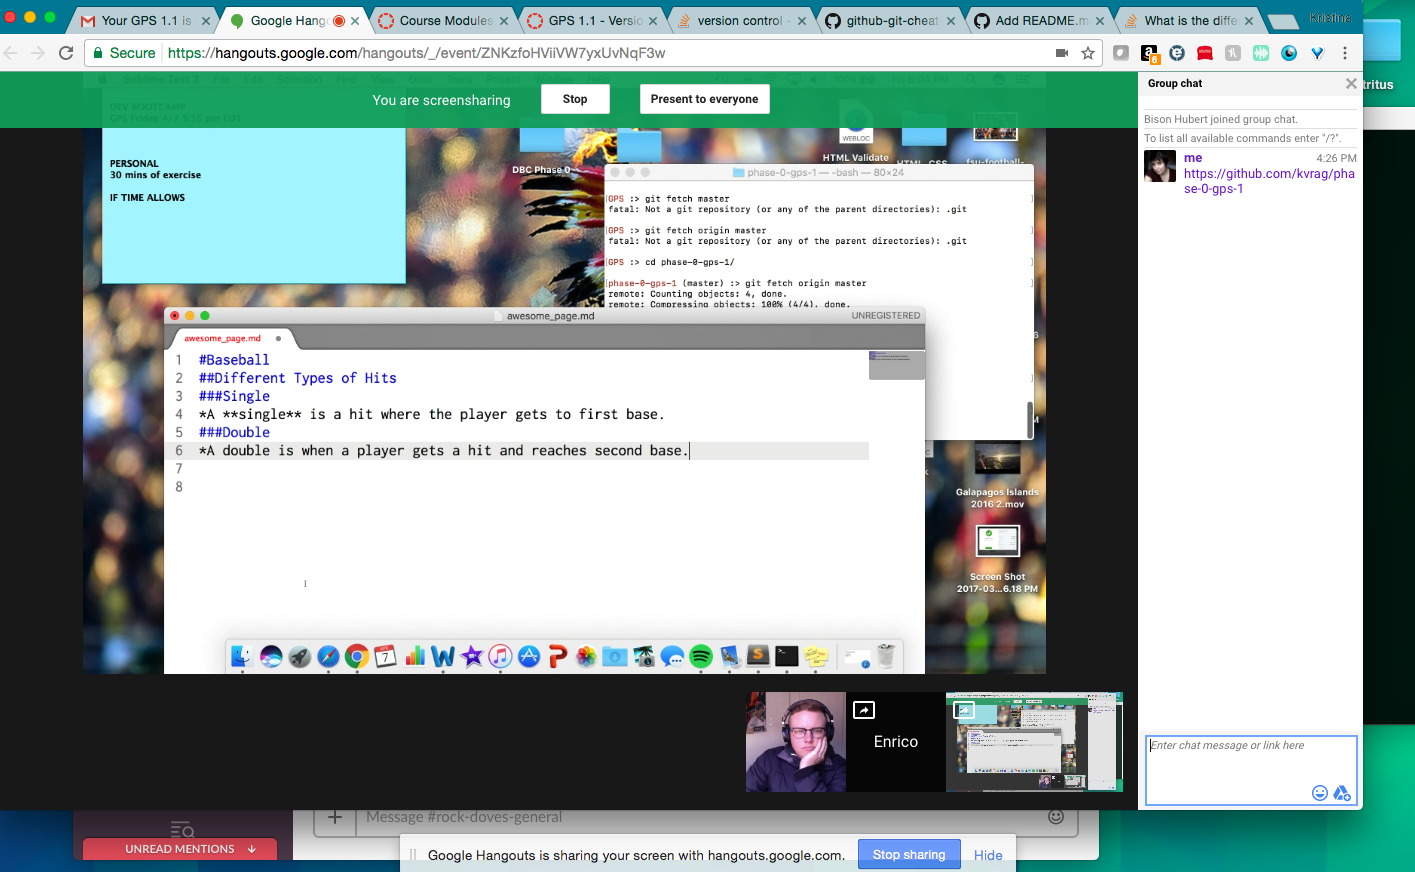 Your GPS 1.1 is
Google Hang
Course Modules
GPS 1.1 - Versio
version control -
github-git-cheat
Add README.m
What is the diffe
Kristina
Secure
https://hangouts.google.com/hangouts/_/event/ZNKzfoHViiVW7yxUvNqF3w
6
You are screensharing
Stop
Present to everyone
Group chat
tritus
DEV BOOTCAMP
GPS Friday 4/7 5:15 pm EDT
PERSONAL
30 mins of exercise
IF TIME ALLOWS
DBC Phase 0
WEBLOC
HTML Validate
HTML_CSS
fsu-football-
phase-0-gps-1 — -bash — 80×24
GPS :> git fetch master
fatal: Not a git repository (or any of the parent directories): .git
GPS :> git fetch origin master
fatal: Not a git repository (or any of the parent directories): .git
GPS :> cd phase-0-gps-1/
phase-0-gps-1 (master) :> git fetch origin master
remote: Counting objects: 4, done.
remote: Compressing objects: 100% (4/4), done.
awesome_page.md
UNREGISTERED
awesome_page.md
1 #Baseball
2 ##Different Types of Hits
3 ###Single
4 *A **single** is a hit where the player gets to first base.
5 ###Double
6 *A double is when a player gets a hit and reaches second base.
7
8
Galapagos Islands
2016 2.mov
Screen Shot
2017-03...6.18 PM
Bison Hubert joined group chat.
To list all available commands enter "/?".
me
4:26 PM
https://github.com/kvrag/pha
se-0-gps-1
Enrico
Enter chat message or link here
Message #rock-doves-general
UNREAD MENTIONS
Google Hangouts is sharing your screen with hangouts.google.com.
Stop sharing
Hide